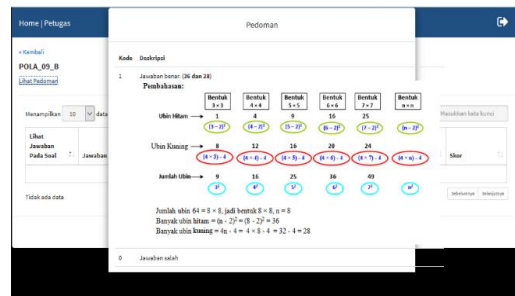 Home | Petugas
Pedoman
« Kembali
POLA_09_B
Lihat Pedoman
Menampilkan 10 data
Masukkan kata kunci
Lihat Jawaban Pada Soal
Jawaban
Skor
Tidak ada data
Sebelumnya Selanjutnya
Kode Deskripsi
1 Jawaban benar: (36 dan 28)
Pembahasan:
Bentuk 3 × 3 Bentuk 4 × 4 Bentuk 5 × 5 Bentuk 6 × 6 Bentuk 7 × 7 Bentuk n × n
Ubin Hitam → 1 4 9 16 25
(3 – 2)² (4 – 2)² (5 – 2)² (6 – 2)² (7 – 2)² (n – 2)²
Ubin Kuning → 8 12 16 20 24
(4 × 3) - 4 (4 × 4) - 4 (4 × 5) - 4 (4 × 6) - 4 (4 × 7) - 4 (4 × n) - 4
Jumlah Ubin → 9 16 25 36 49
3² 4² 5² 6² 7² n²
Jumlah ubin 64 = 8 × 8, jadi bentuk 8 × 8, n = 8
Banyak ubin hitam = (n - 2)² = (8 - 2)² = 36
Banyak ubin kuning = 4n - 4 = 4 × 8 - 4 = 32 - 4 = 28
0 Jawaban salah